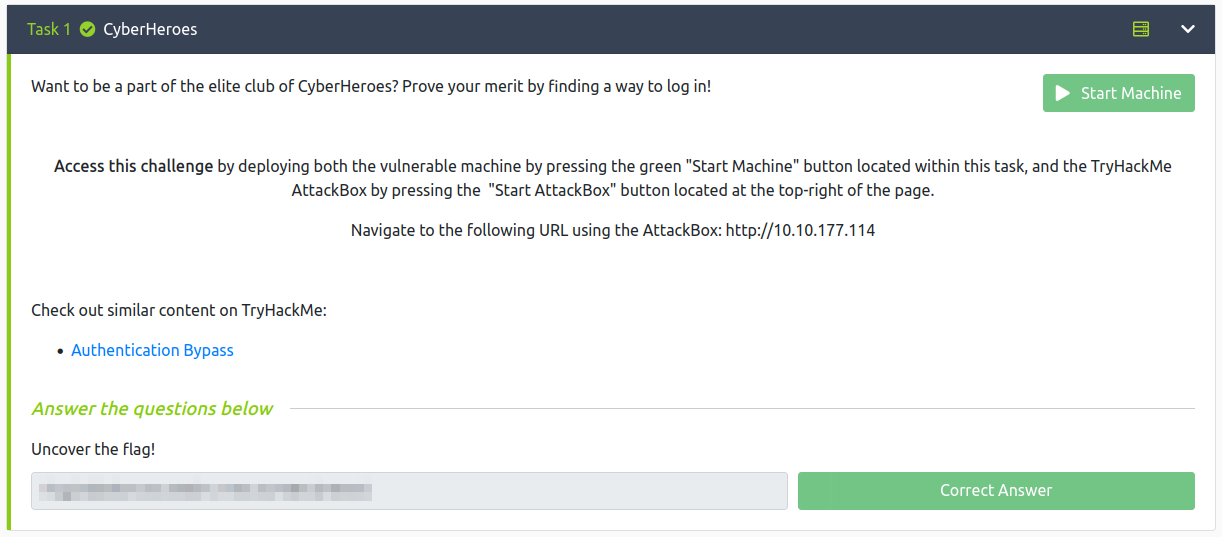 Task 1 CyberHeroes
Want to be a part of the elite club of CyberHeroes? Prove your merit by finding a way to log in!
Start Machine
Access this challenge by deploying both the vulnerable machine by pressing the green "Start Machine" button located within this task, and the TryHackMe
AttackBox by pressing the  "Start AttackBox" button located at the top-right of the page.
Navigate to the following URL using the AttackBox: http://10.10.177.114
Check out similar content on TryHackMe:
• Authentication Bypass
Answer the questions below
Uncover the flag!
Correct Answer